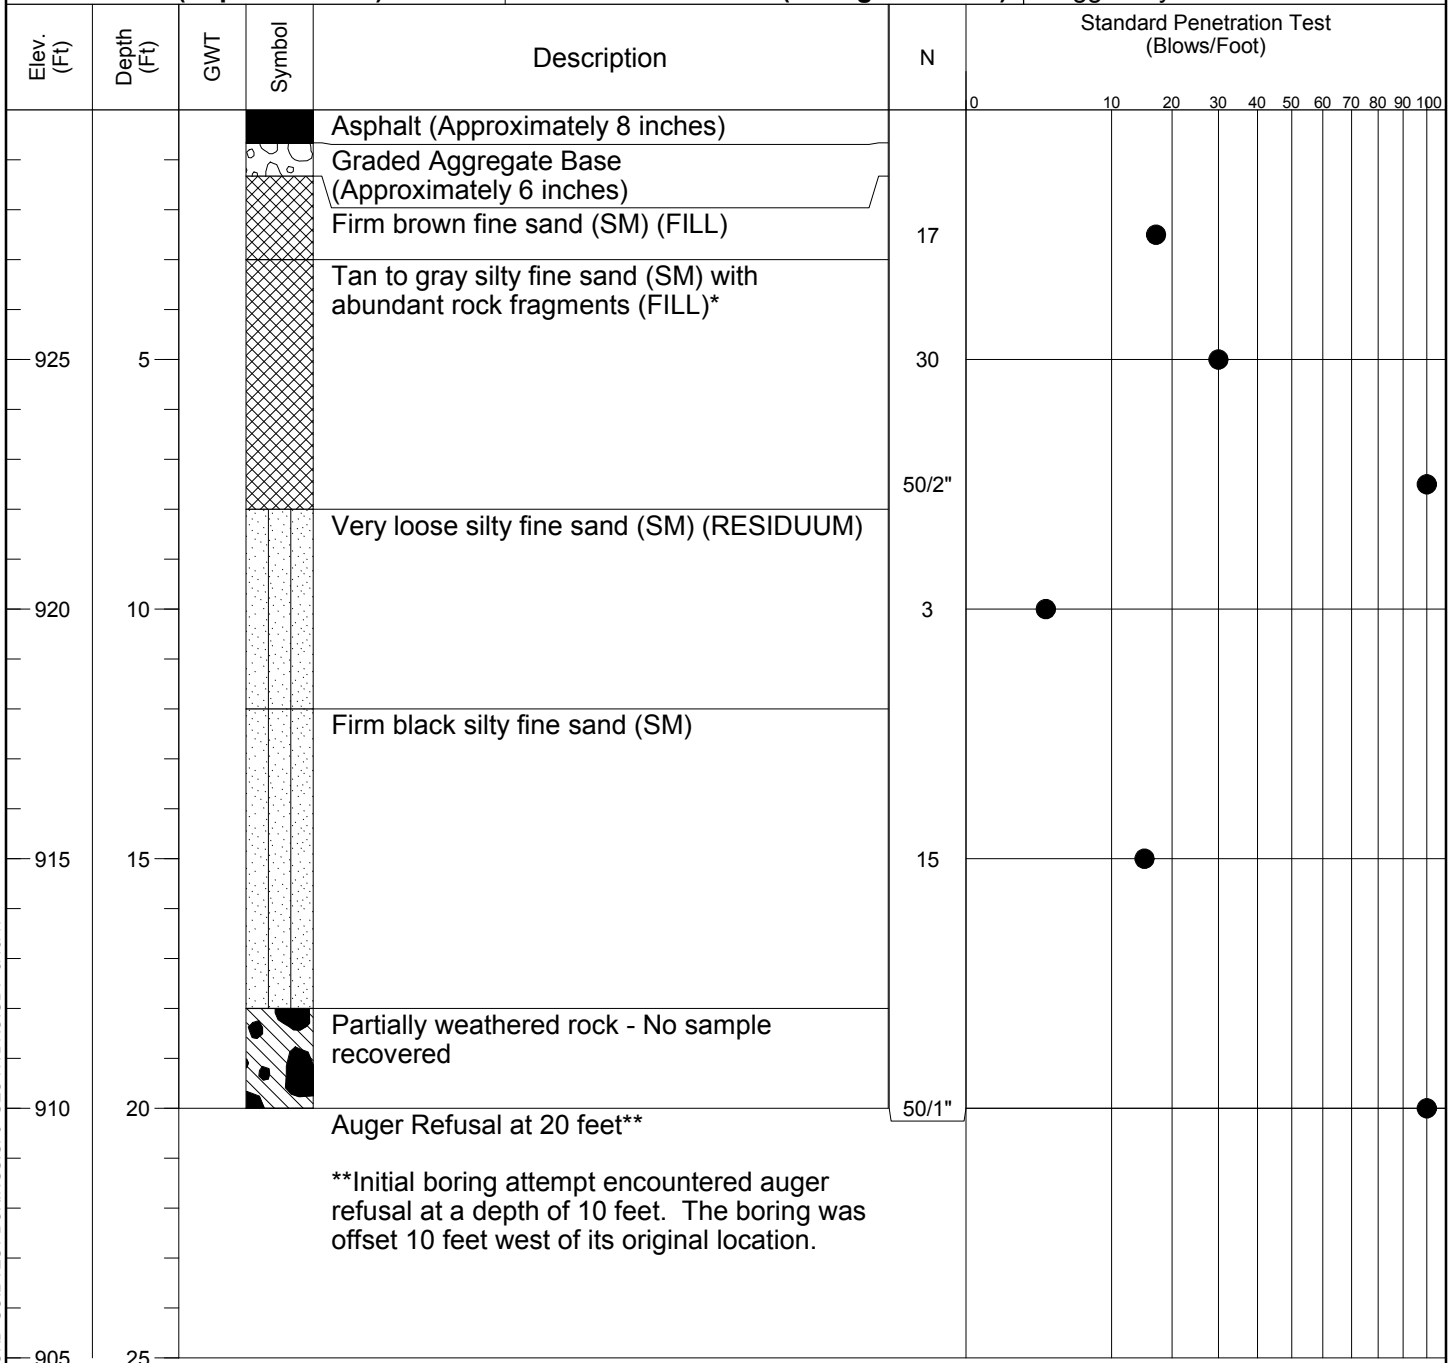 Elev.
(Ft)
Depth
(Ft)
GWT
Symbol
Description
N
Standard Penetration Test
(Blows/Foot)
0 10 20 30 40 50 60 70 80 90 100
Asphalt (Approximately 8 inches)
Graded Aggregate Base
(Approximately 6 inches)
Firm brown fine sand (SM) (FILL)
17
Tan to gray silty fine sand (SM) with
abundant rock fragments (FILL)*
925 5 30
50/2"
Very loose silty fine sand (SM) (RESIDUUM)
920 10 3
Firm black silty fine sand (SM)
915 15 15
Partially weathered rock - No sample
recovered
910 20 50/1"
Auger Refusal at 20 feet**
**Initial boring attempt encountered auger
refusal at a depth of 10 feet. The boring was
offset 10 feet west of its original location.
905 25